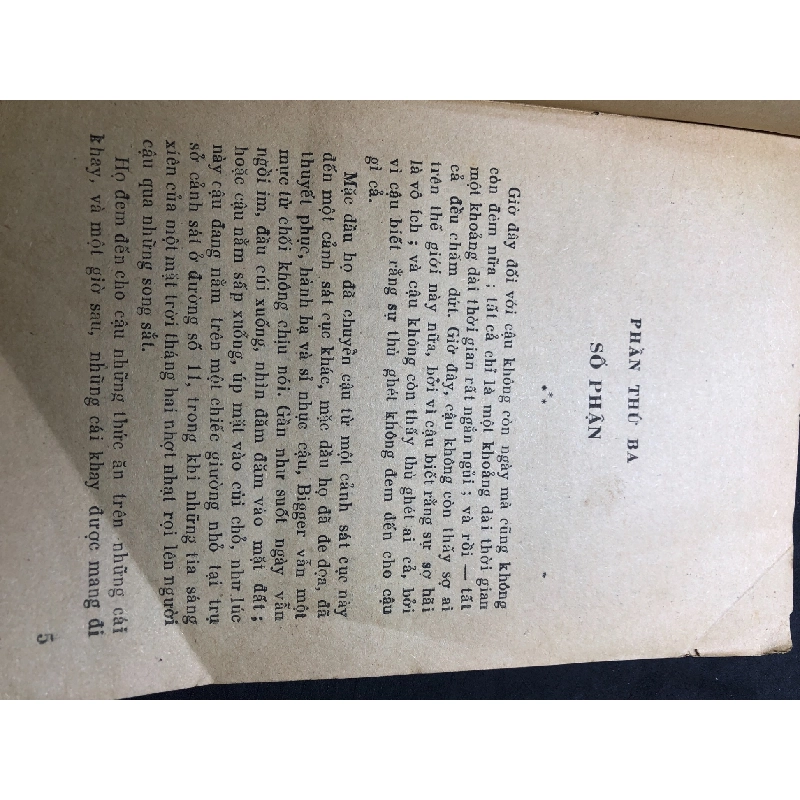 PHẦN THỨ BA
SỐ PHẬN
***
Giờ đây đối với cậu không còn ngày mà cũng không
còn đêm nữa ; tất cả chỉ là một khoảng dài thời gian
một khoảng dài thời gian rất ngắn ngủi ; và rồi — tất
cả đều chấm dứt. Giờ đây, cậu không còn thấy sợ ai
trên thế giới này nữa, bởi vì cậu biết rằng sự sợ hãi
là vô ích ; và cậu không còn thấy thù ghét ai cả, bởi
vì cậu biết rằng sự thù ghét không đem đến cho cậu
gì cả.
Mặc dầu họ đã chuyền cậu từ một cảnh sát cục này
đến một cảnh sát cục khác, mặc dầu họ đã đe dọa, đã
thuyết phục, hành hạ và sỉ nhục cậu, Bigger vẫn một
mực từ chối không chịu nói. Gần như suốt ngày vẫn
ngồi im, đầu cúi xuống, nhìn đăm đăm vào mặt đất ;
hoặc cậu nằm sấp xuống, úp mặt vào cùi chỏ, như lúc
này cậu đang nằm trên một chiếc giường nhỏ tại trụ
sở cảnh sát ở đường số 11, trong khi những tia sáng
xiên của một mặt trời tháng hai nhợt nhạt rọi lên người
cậu qua những song sắt.
Họ đem đến cho cậu những thức ăn trên những cái
khay, và một giờ sau, những cái khay được mang đi
5